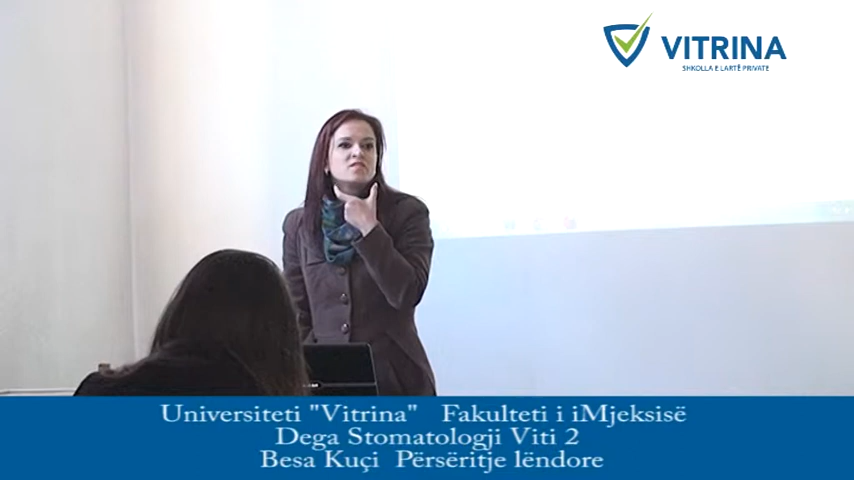 VITRINA
SHKOLLA E LARTË PRIVATE
Universiteti "Vitrina" Fakulteti i iMjeksisë
Dega Stomatologji Viti 2
Besa Kuçi Përsëritje lëndore